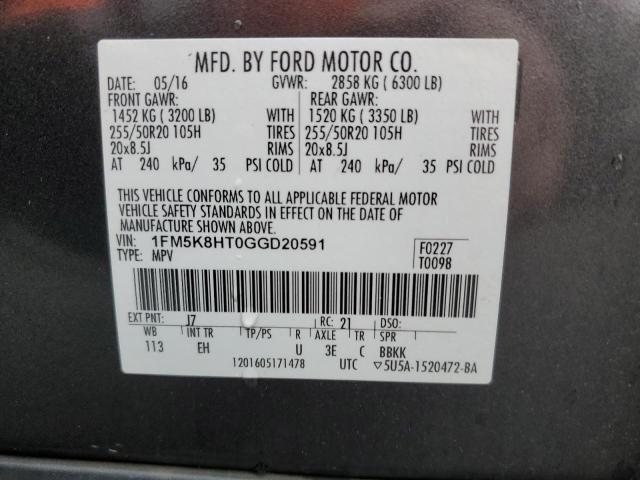 MFD. BY FORD MOTOR CO.
DATE: 05/16 GVWR: 2858 KG ( 6300 LB)
FRONT GAWR: REAR GAWR:
1452 KG ( 3200 LB) WITH 1520 KG ( 3350 LB) WITH
255/50R20 105H TIRES 255/50R20 105H TIRES
20x8.5J RIMS 20x8.5J RIMS
AT 240 kPa/ 35 PSI COLD AT 240 kPa/ 35 PSI COLD
THIS VEHICLE CONFORMS TO ALL APPLICABLE FEDERAL MOTOR
VEHICLE SAFETY STANDARDS IN EFFECT ON THE DATE OF
MANUFACTURE SHOWN ABOVE.
VIN: 1FM5K8HT0GGD20591 F0227
TYPE: MPV T0098
EXT PNT: J7 RC: 21 DSO:
WB INT TR TP/PS R AXLE TR SPR
113 EH U 3E C BBKK
1201605171478 UTC ▽5U5A-1520472-BA